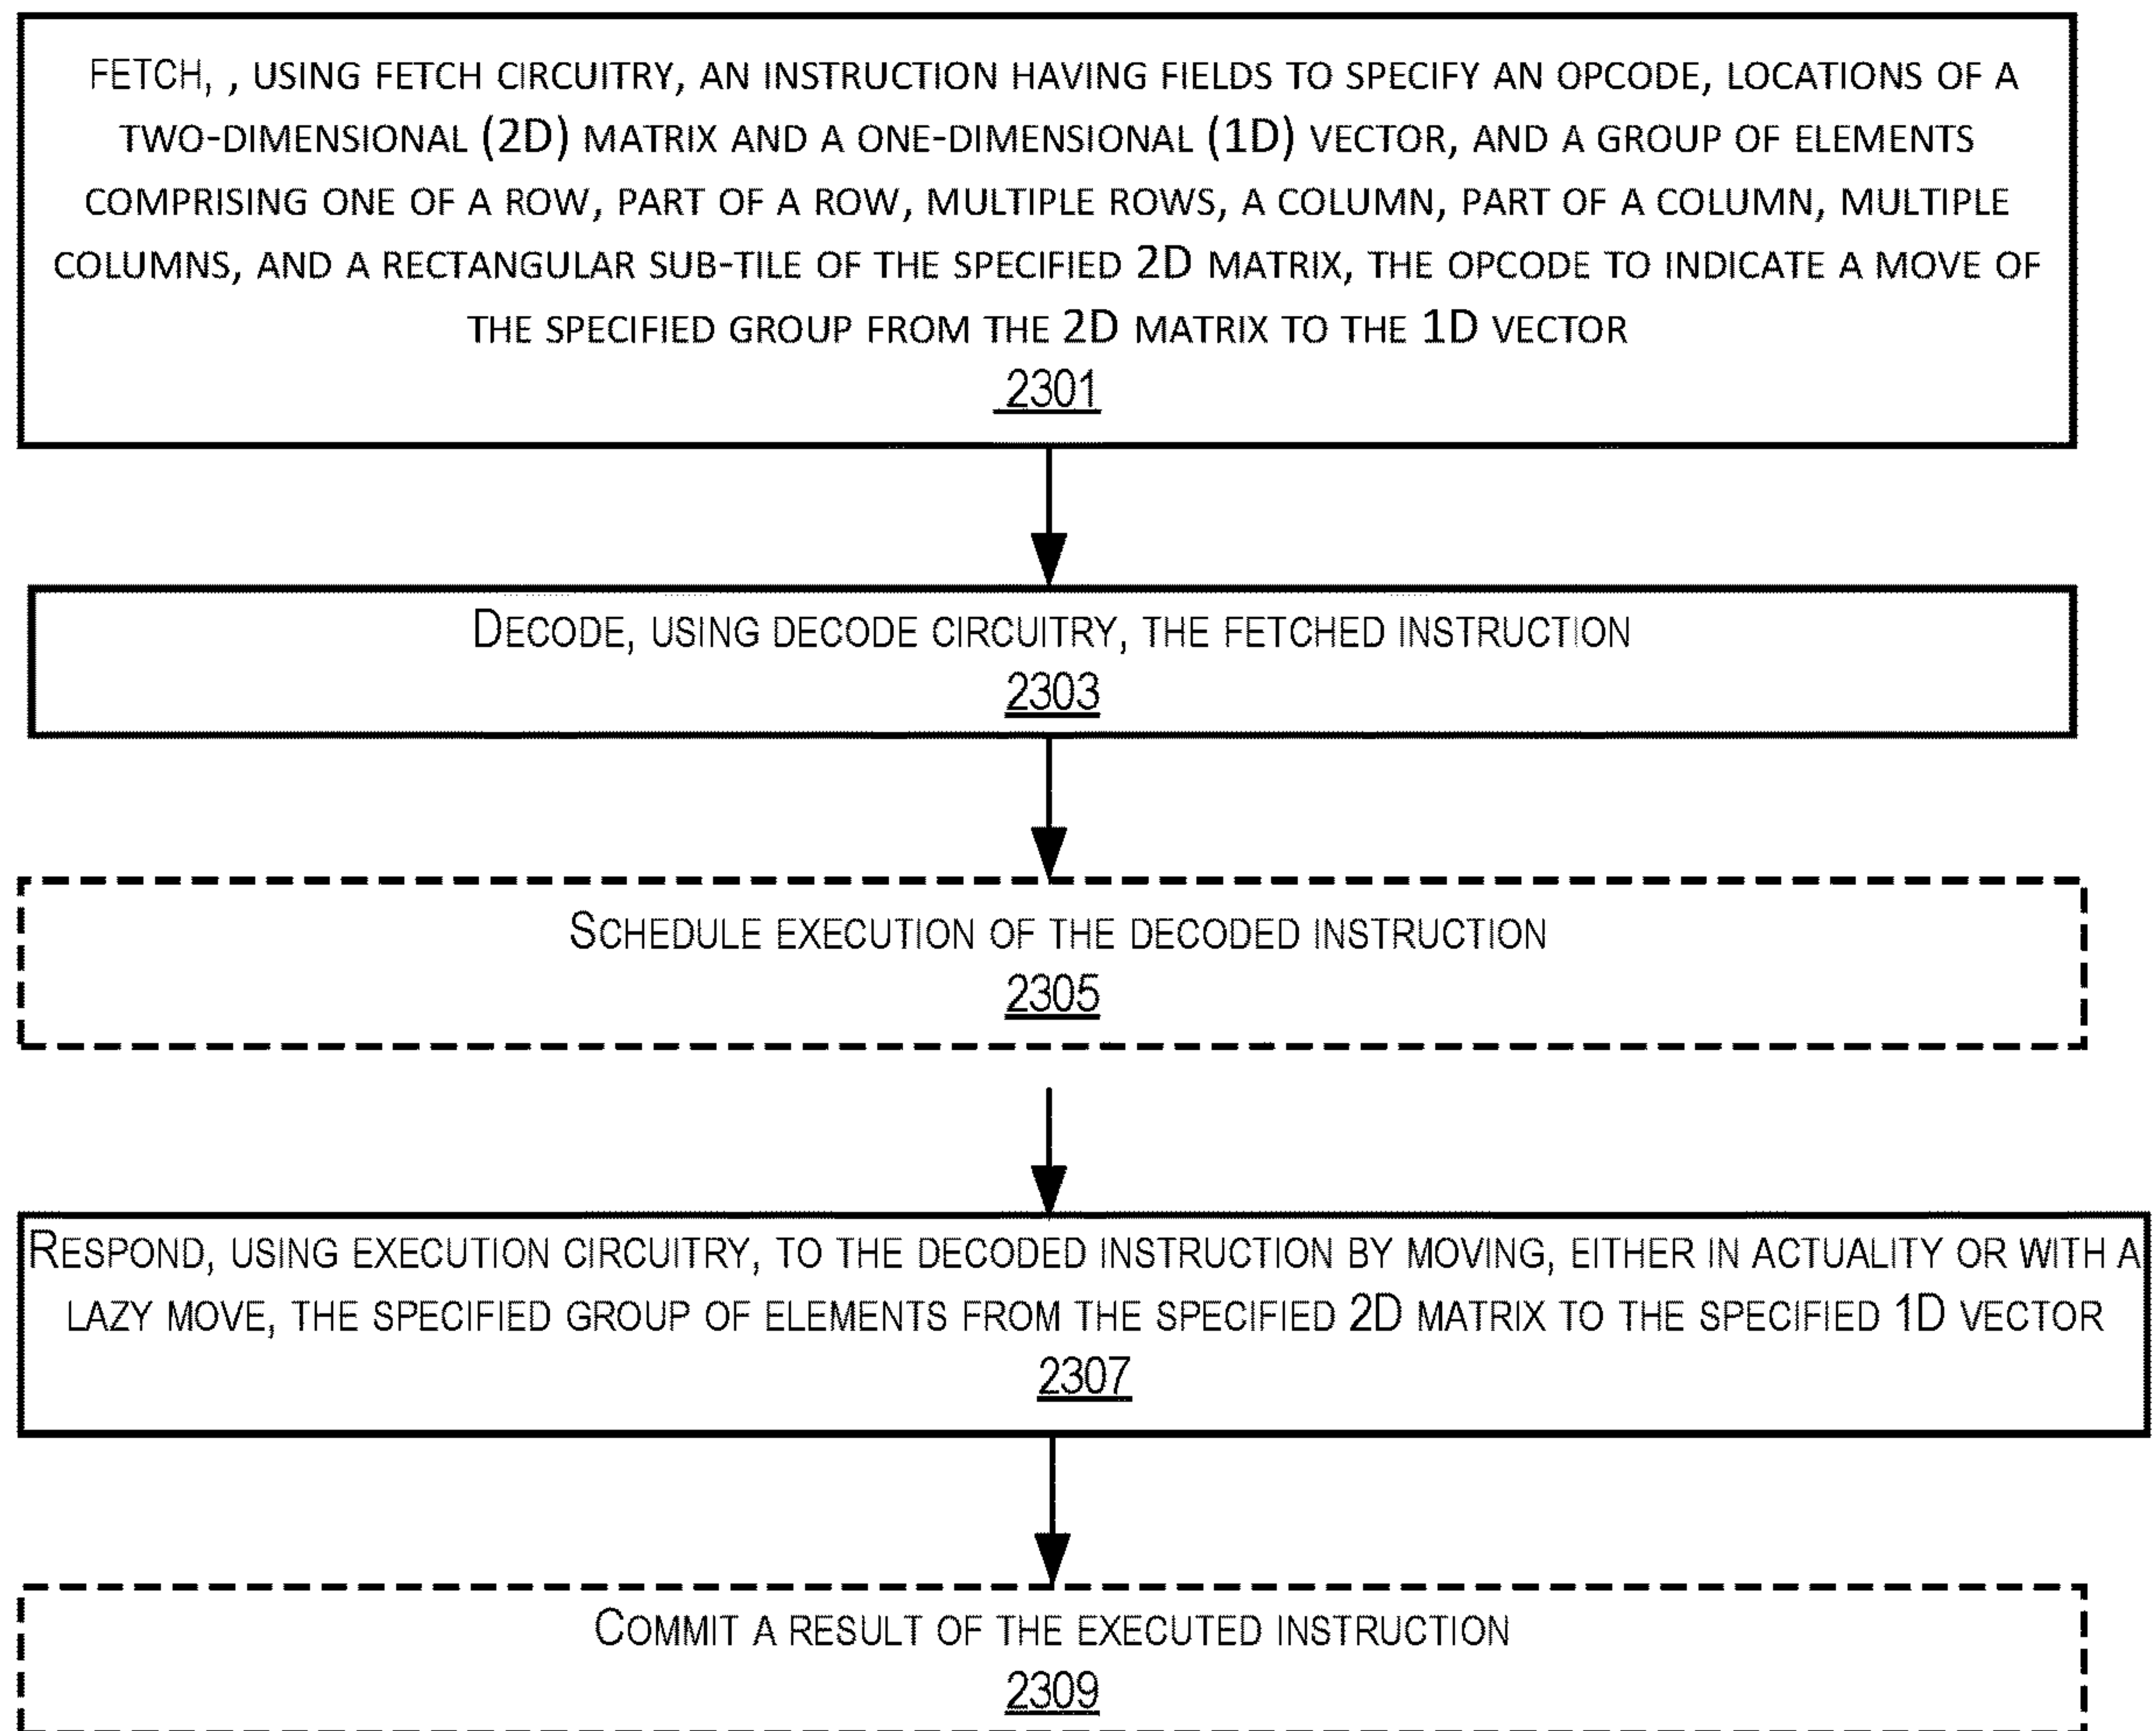 FETCH, , USING FETCH CIRCUITRY, AN INSTRUCTION HAVING FIELDS TO SPECIFY AN OPCODE, LOCATIONS OF A
TWO-DIMENSIONAL (2D) MATRIX AND A ONE-DIMENSIONAL (1D) VECTOR, AND A GROUP OF ELEMENTS
COMPRISING ONE OF A ROW, PART OF A ROW, MULTIPLE ROWS, A COLUMN, PART OF A COLUMN, MULTIPLE
COLUMNS, AND A RECTANGULAR SUB-TILE OF THE SPECIFIED 2D MATRIX, THE OPCODE TO INDICATE A MOVE OF
THE SPECIFIED GROUP FROM THE 2D MATRIX TO THE 1D VECTOR
2301
DECODE, USING DECODE CIRCUITRY, THE FETCHED INSTRUCTION
2303
SCHEDULE EXECUTION OF THE DECODED INSTRUCTION
2305
RESPOND, USING EXECUTION CIRCUITRY, TO THE DECODED INSTRUCTION BY MOVING, EITHER IN ACTUALITY OR WITH A
LAZY MOVE, THE SPECIFIED GROUP OF ELEMENTS FROM THE SPECIFIED 2D MATRIX TO THE SPECIFIED 1D VECTOR
2307
COMMIT A RESULT OF THE EXECUTED INSTRUCTION
2309